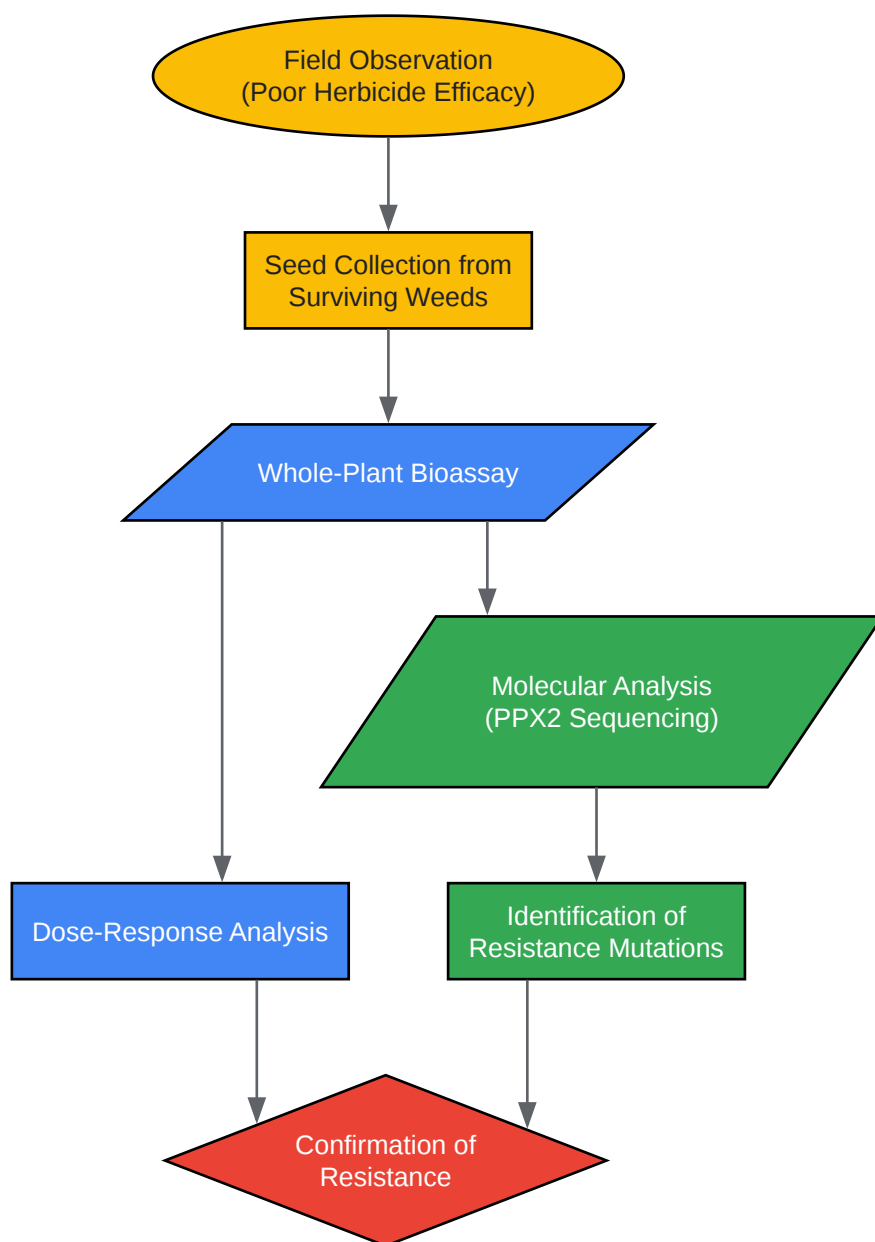 Field Observation
(Poor Herbicide Efficacy)
Seed Collection from
Surviving Weeds
Whole-Plant Bioassay
Molecular Analysis
(PPX2 Sequencing)
Dose-Response Analysis
Identification of
Resistance Mutations
Confirmation of
Resistance